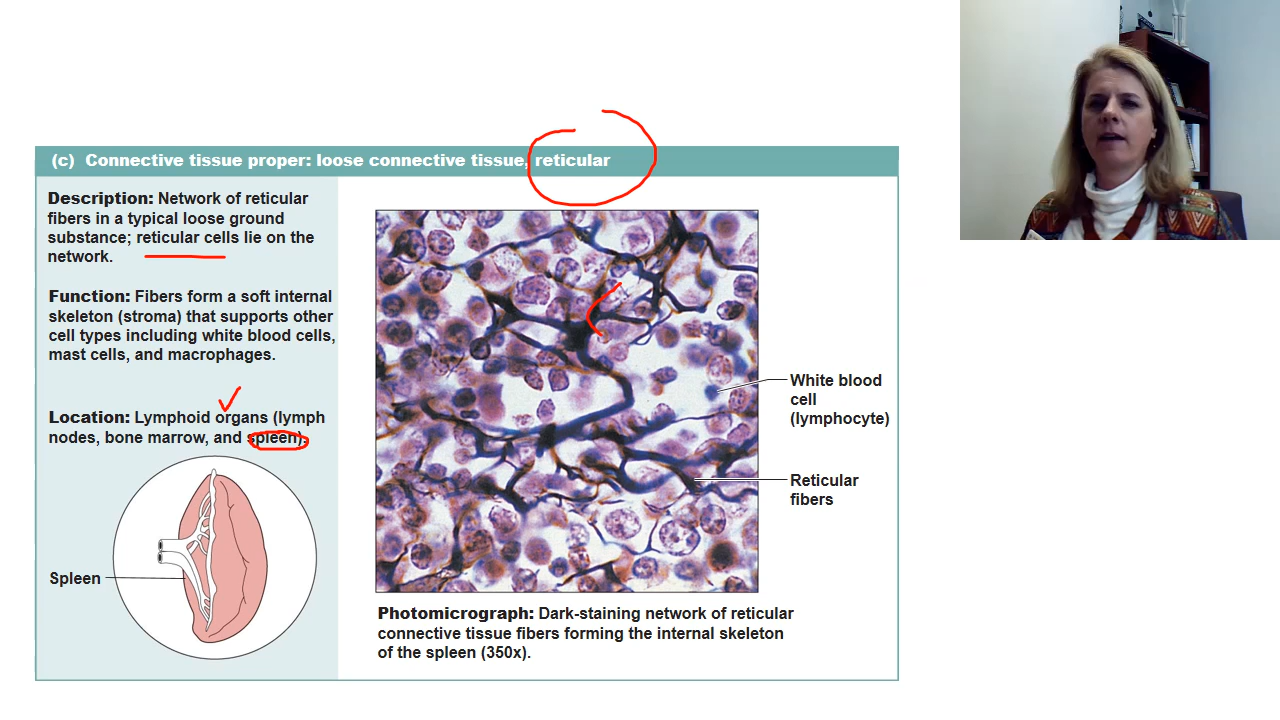 (c) Connective tissue proper: loose connective tissue, reticular
Description: Network of reticular
fibers in a typical loose ground
substance; reticular cells lie on the
network.
Function: Fibers form a soft internal
skeleton (stroma) that supports other
cell types including white blood cells,
mast cells, and macrophages.
Location: Lymphoid organs (lymph
nodes, bone marrow, and spleen).
Spleen
White blood
cell
(lymphocyte)
Reticular
fibers
Photomicrograph: Dark-staining network of reticular
connective tissue fibers forming the internal skeleton
of the spleen (350x).